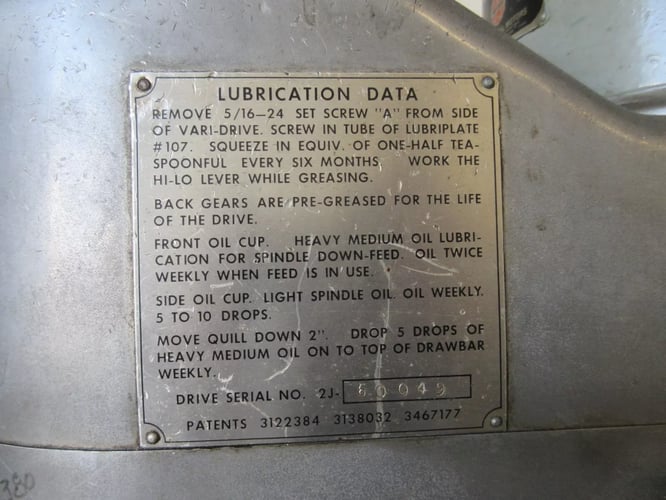 LUBRICATION DATA
REMOVE 5/16-24 SET SCREW "A" FROM SIDE
OF VARI-DRIVE. SCREW IN TUBE OF LUBRIPLATE
#107. SQUEEZE IN EQUIV. OF ONE-HALF TEA-
SPOONFUL EVERY SIX MONTHS. WORK THE
HI-LO LEVER WHILE GREASING.
BACK GEARS ARE PRE-GREASED FOR THE LIFE
OF THE DRIVE.
FRONT OIL CUP. HEAVY MEDIUM OIL LUBRI-
CATION FOR SPINDLE DOWN-FEED. OIL TWICE
WEEKLY WHEN FEED IS IN USE.
SIDE OIL CUP. LIGHT SPINDLE OIL. OIL WEEKLY.
5 TO 10 DROPS.
MOVE QUILL DOWN 2". DROP 5 DROPS OF
HEAVY MEDIUM OIL ON TO TOP OF DRAWBAR
WEEKLY.
DRIVE SERIAL NO. 2J-
PATENTS 3122384 3138032 3467177
380